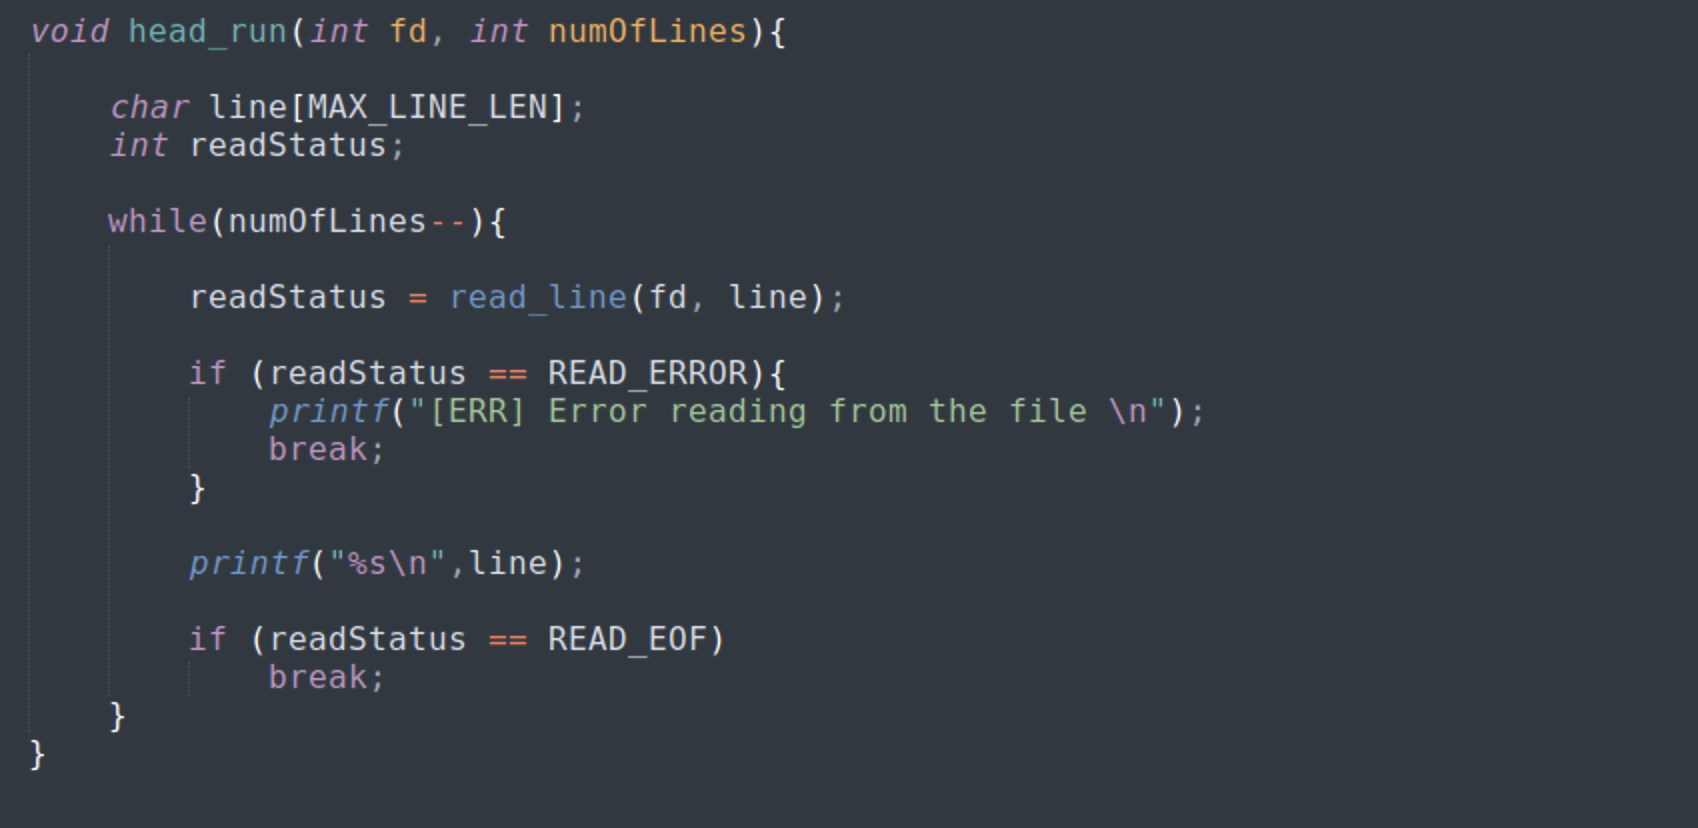 void head_run(int fd, int numOfLines){
char line[MAX_LINE_LEN];
int readStatus;
while(numOfLines--){
readStatus = read_line(fd, line);
if (readStatus == READ_ERROR){
printf("[ERR] Error reading from the file \n");
break;
}
printf("%s\n",line);
if (readStatus == READ_EOF)
break;
}
}